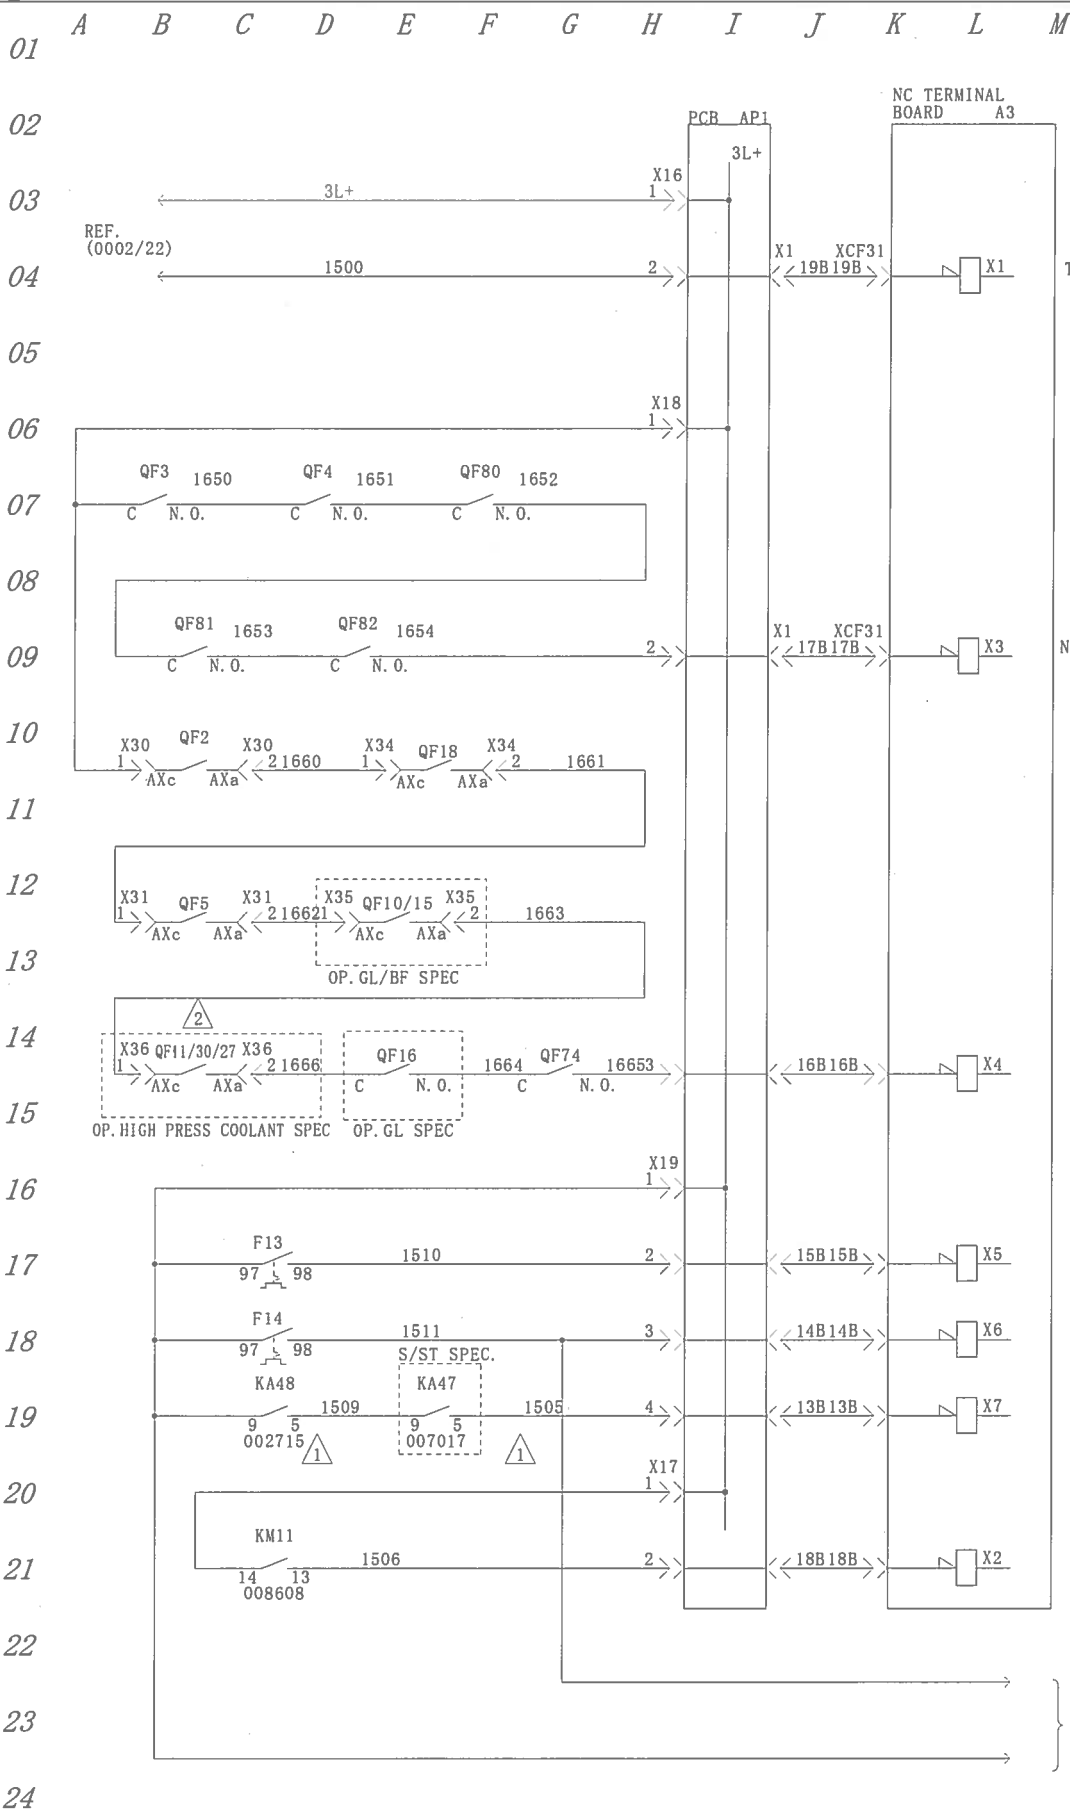 A B C D E F G H I J K L M
01
NC TERMINAL
BOARD A3
02
PCB AP1
3L+
X16
03
3L+ 1
REF.
(0002/22)
X1 XCF31
04
1500 2 19B 19B X1 T
05
X18
06
1
QF3 1650 QF4 1651 QF80 1652
07
C N.O. C N.O. C N.O.
08
QF81 1653 QF82 1654 X1 XCF31
09
C N.O. C N.O. 2 17B 17B X3 N
10
X30 QF2 X30 X34 QF18 X34
1 2 1660 1 2 1661
AXc AXa AXc AXa
11
12
X31 QF5 X31 X35 QF10/15 X35
1 2 1662 1 2 1663
AXc AXa AXc AXa
13
OP. GL/BF SPEC
2
14
X36 QF11/30/27 X36 QF16 QF74
1 2 1666 1664 1665 3 16B 16B X4
AXc AXa C N.O. C N.O.
15
OP. HIGH PRESS COOLANT SPEC OP. GL SPEC
X19
16
1
F13
17
1510 2 15B 15B X5
97 98
F14
18
1511 3 14B 14B X6
97 98
S/ST SPEC.
KA48 KA47
19
1509 1505 4 13B 13B X7
9 5 9 5
002715 1 007017 1
X17
20
1
KM11
21
1506 2 18B 18B X2
14 13
008608
22
23
24